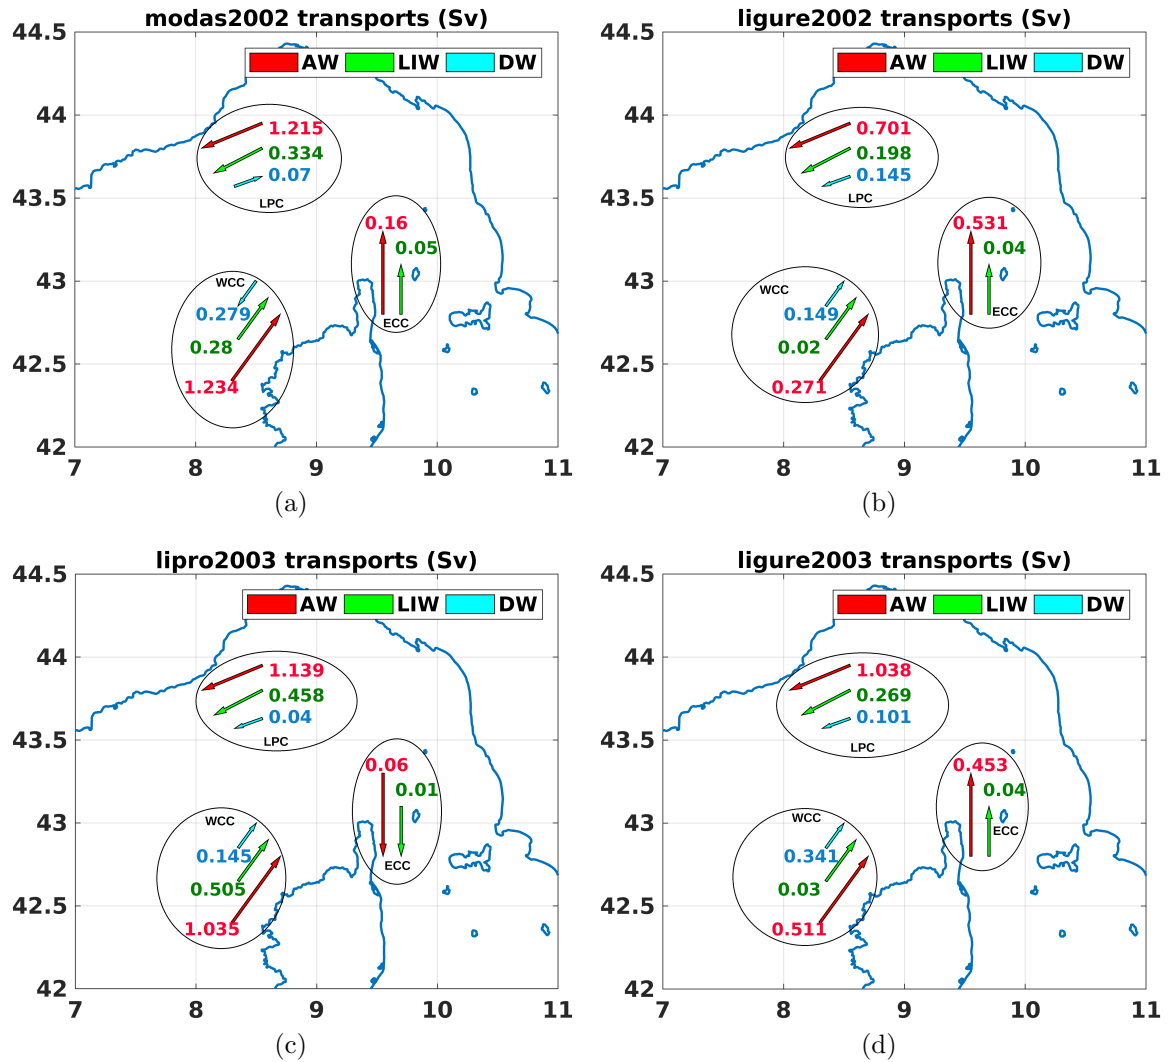 modas2002 transports (Sv)
AW LIW DW
44.5
44
43.5
43
42.5
42
7 8 9 10 11
1.215
0.334
0.07
LPC
0.16
0.05
ECC
WCC
0.279
0.28
1.234
(a)
ligure2002 transports (Sv)
AW LIW DW
44.5
44
43.5
43
42.5
42
7 8 9 10 11
0.701
0.198
0.145
LPC
0.531
0.04
ECC
WCC
0.149
0.02
0.271
(b)
lipro2003 transports (Sv)
AW LIW DW
44.5
44
43.5
43
42.5
42
7 8 9 10 11
1.139
0.458
0.04
LPC
0.06
0.01
ECC
WCC
0.145
0.505
1.035
(c)
ligure2003 transports (Sv)
AW LIW DW
44.5
44
43.5
43
42.5
42
7 8 9 10 11
1.038
0.269
0.101
LPC
0.453
0.04
ECC
WCC
0.341
0.03
0.511
(d)